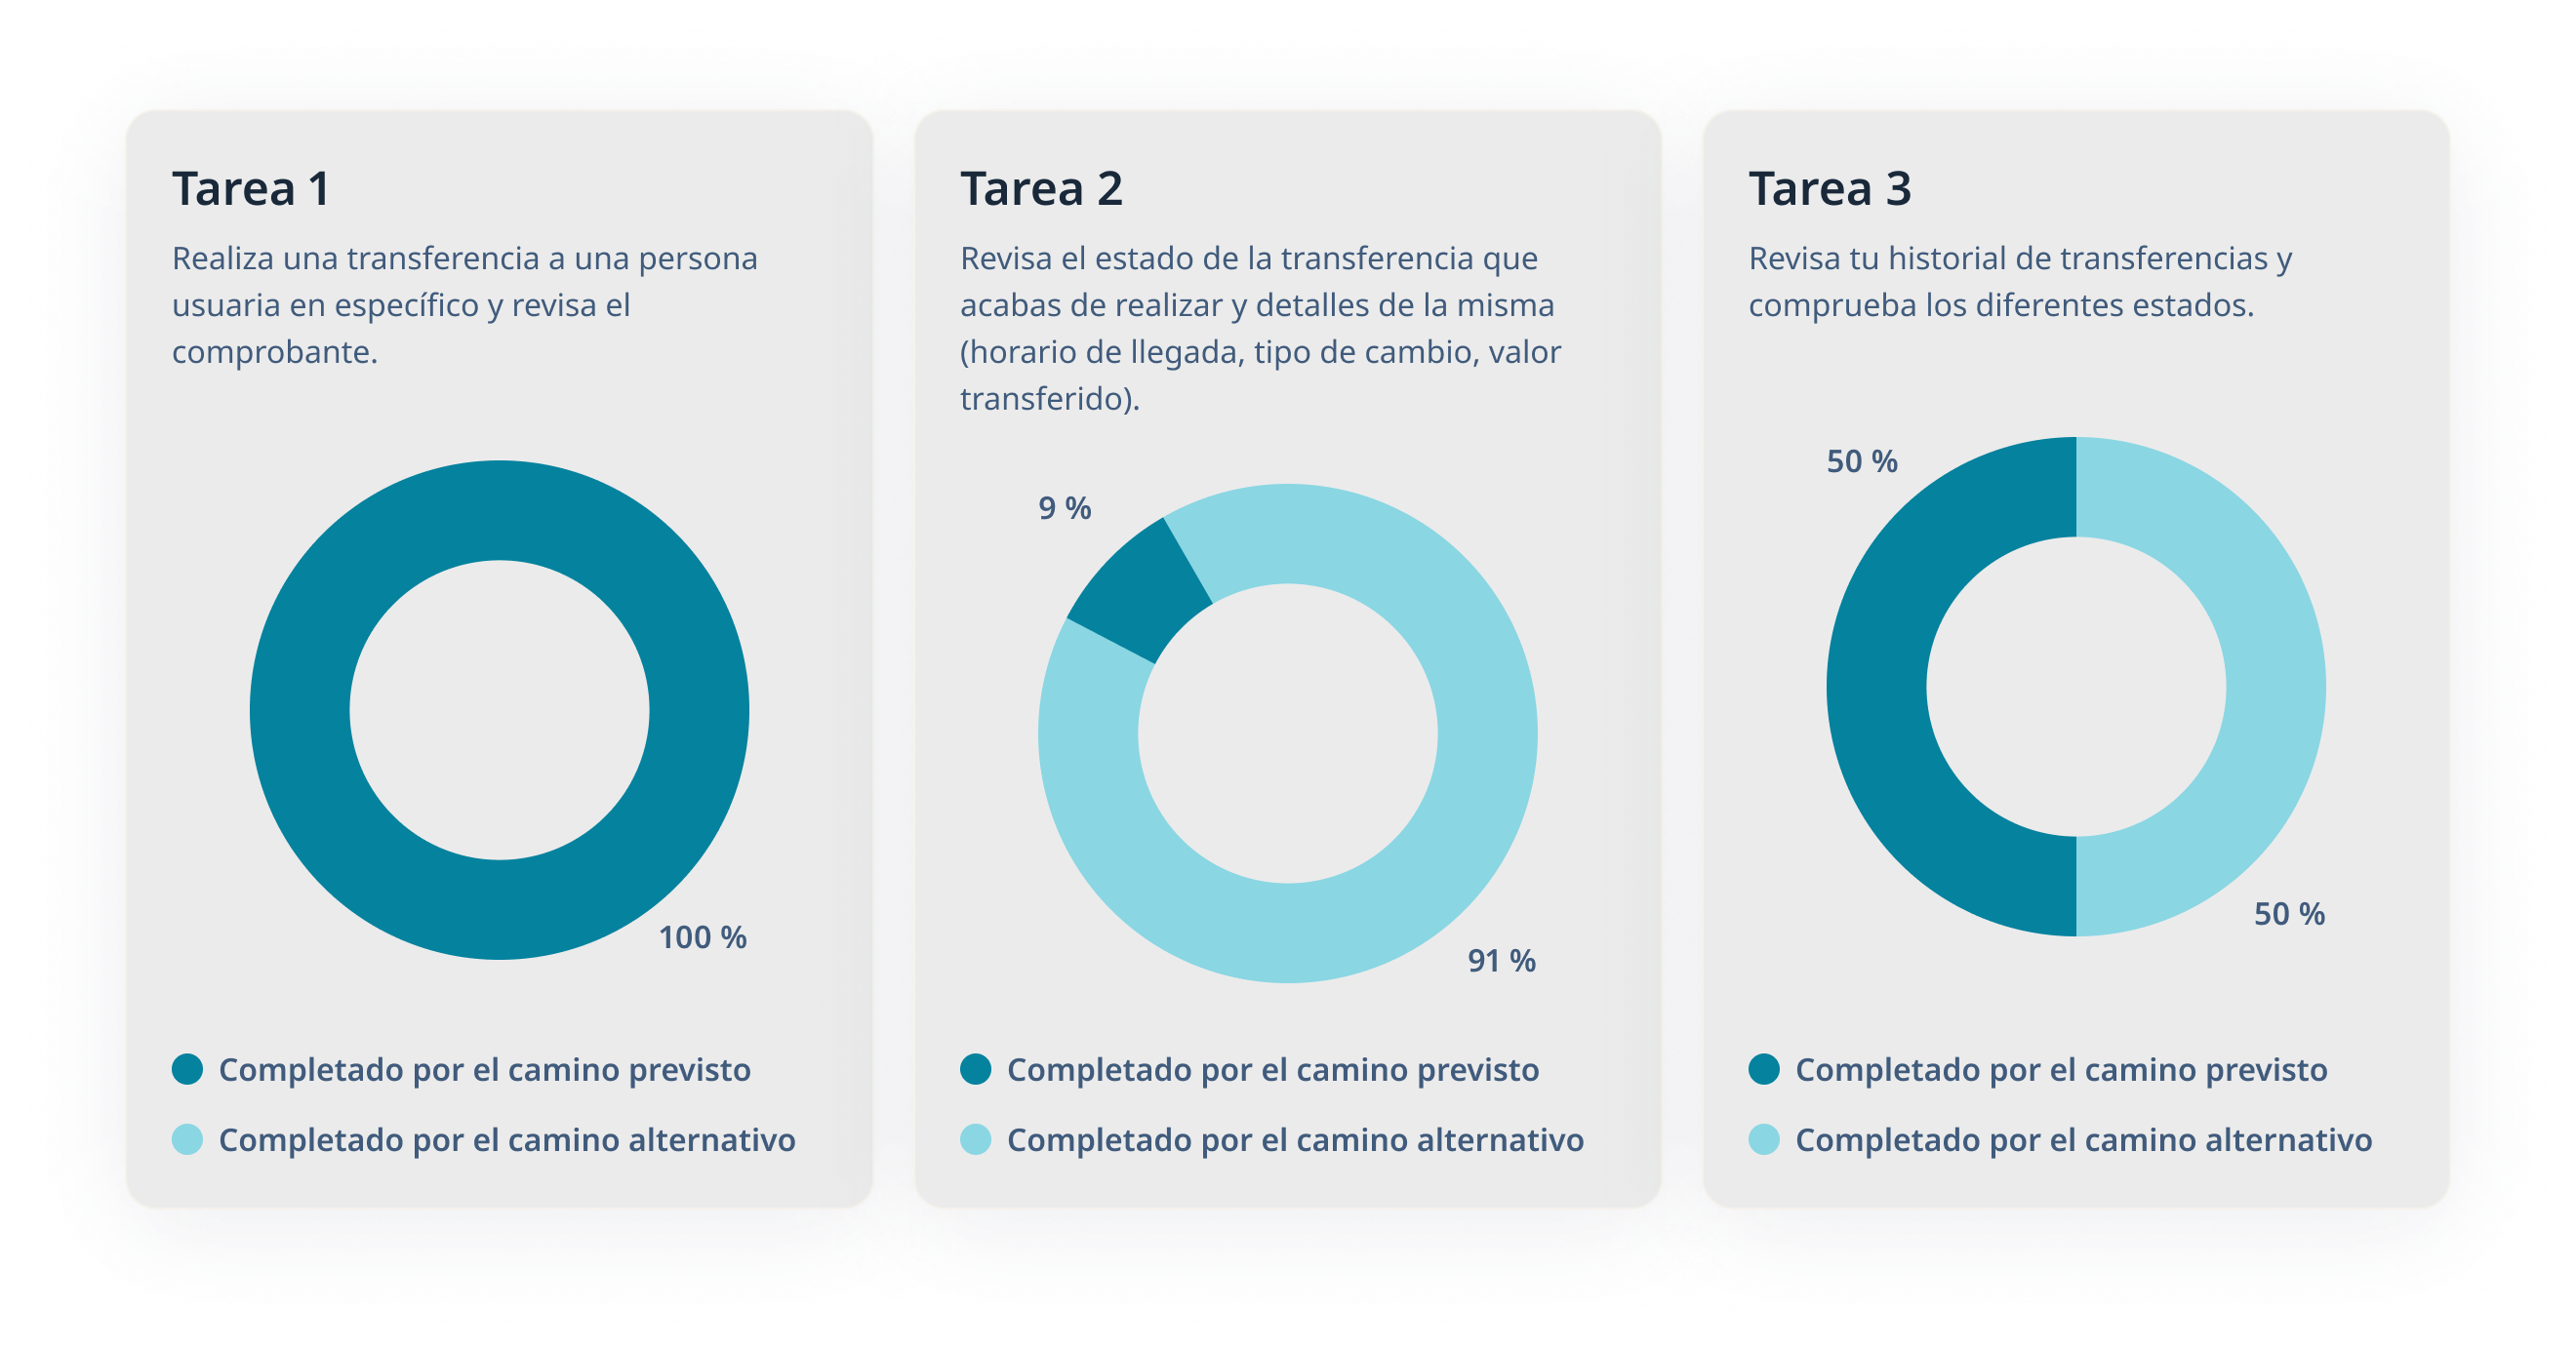 Tarea 1
Realiza una transferencia a una persona
usuaria en específico y revisa el
comprobante.
100 %
Completado por el camino previsto
Completado por el camino alternativo
Tarea 2
Revisa el estado de la transferencia que
acabas de realizar y detalles de la misma
(horario de llegada, tipo de cambio, valor
transferido).
9 %
91 %
Completado por el camino previsto
Completado por el camino alternativo
Tarea 3
Revisa tu historial de transferencias y
comprueba los diferentes estados.
50 %
50 %
Completado por el camino previsto
Completado por el camino alternativo